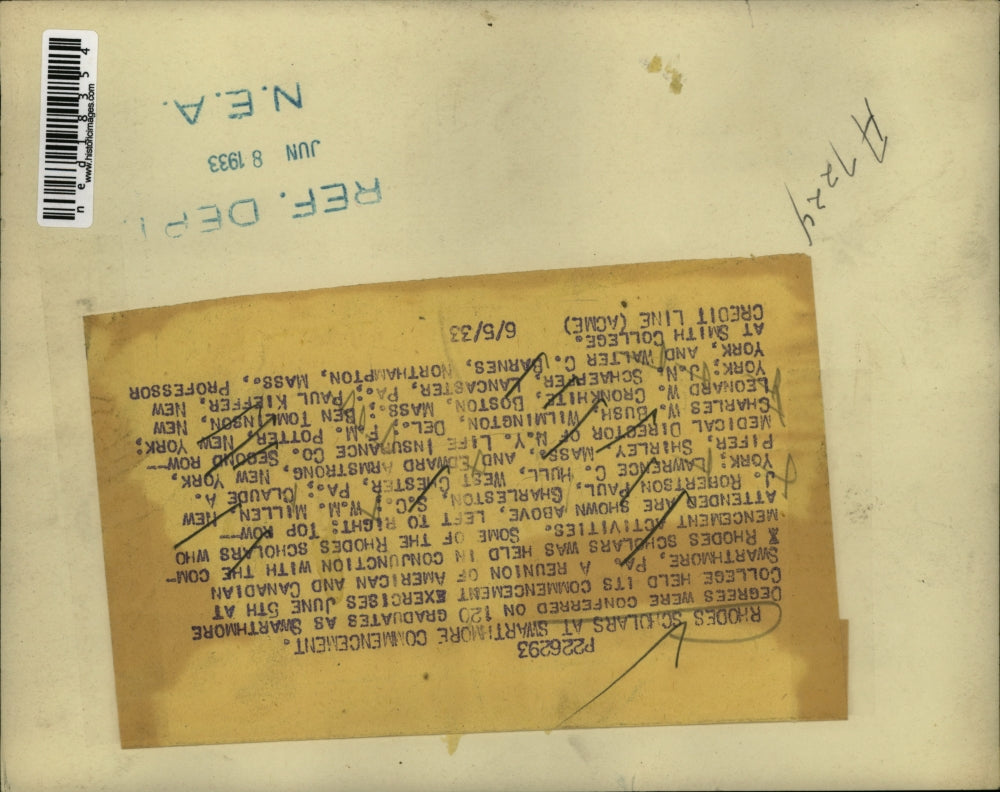 ned18354
www.historicimages.com
N.E.A.
JUN 8 1933
REF. DEPT.
P226293
RHODES SCHOLARS AT SWARTHMORE COMMENCEMENT.
DEGREES WERE CONFERRED ON 120 GRADUATES AS SWARTHMORE
COLLEGE HELD ITS COMMENCEMENT EXERCISES JUNE 5TH AT
SWARTHMORE, PA. A REUNION OF AMERICAN AND CANADIAN
RHODES SCHOLARS WAS HELD IN CONJUNCTION WITH THE COM-
MENCEMENT ACTIVITIES. SOME OF THE RHODES SCHOLARS WHO
ATTENDED ARE SHOWN ABOVE, LEFT TO RIGHT: TOP ROW--
J. ROBERTSON PAUL, CHARLESTON, S.C.; W.M. MILLEN, NEW
YORK; LAWRENCE C. HULL, WEST CHESTER, PA.; CLAUDE A.
PIFER, SHIRLEY MASS, AND EDWARD ARMSTRONG, NEW YORK,
MEDICAL DIRECTOR OF N.Y. LIFE INSURANCE CO. SECOND ROW--
CHARLES W. BUSH, WILMINGTON, DEL.; F.M. POTTER, NEW YORK;
LEONARD W. CRONKHITE, BOSTON, MASS.; BEN TOMLINSON, NEW
YORK; J.N. SCHAEFFER, LANCASTER, PA.; PAUL KIEFFER, NEW
YORK, AND WALTER C. BARNES, NORTHAMPTON, MASS., PROFESSOR
AT SMITH COLLEGE.
CREDIT LINE (ACME) 6/5/33